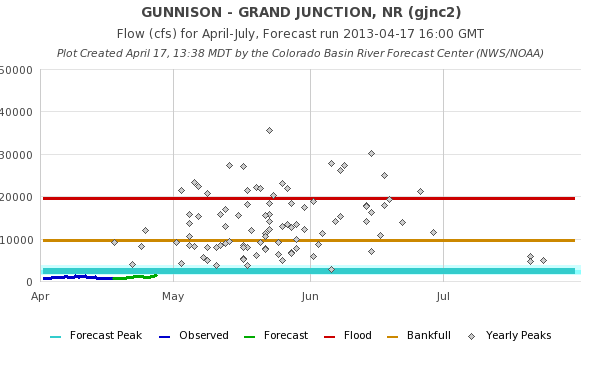 GUNNISON - GRAND JUNCTION, NR (gjnc2)
Flow (cfs) for April-July, Forecast run 2013-04-17 16:00 GMT
Plot Created April 17, 13:38 MDT by the Colorado Basin River Forecast Center (NWS/NOAA)
50000
40000
30000
20000
10000
0
Apr May Jun Jul
Forecast Peak Observed Forecast Flood Bankfull Yearly Peaks